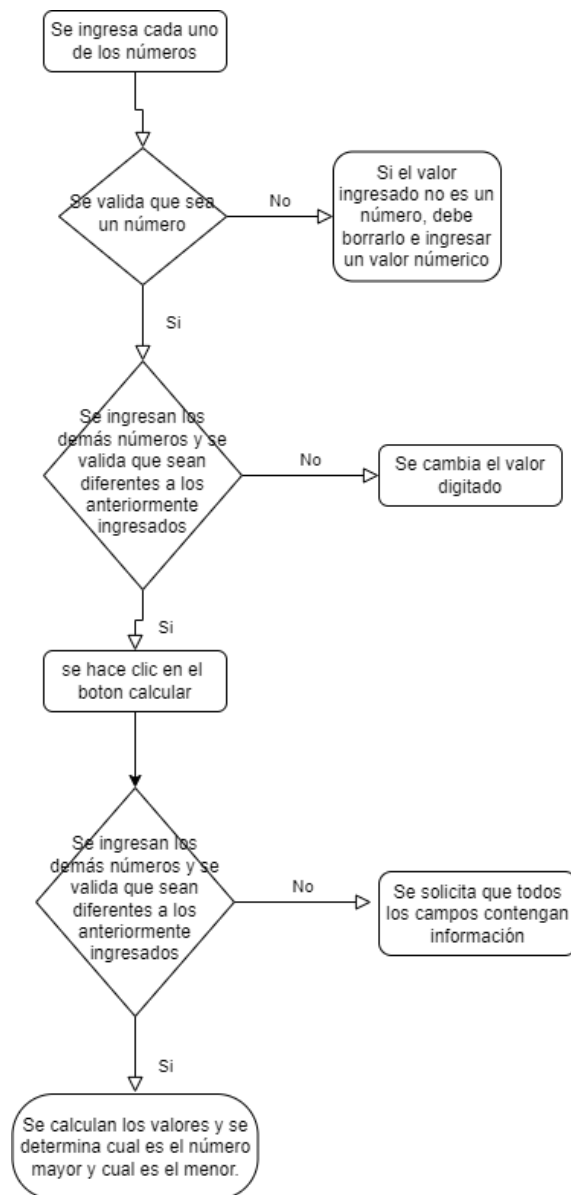 Se ingresa cada uno
de los números
Se valida que sea
un número
No
Si el valor
ingresado no es un
número, debe
borrarlo e ingresar
un valor númerico
Si
Se ingresan los
demás números y se
valida que sean
diferentes a los
anteriormente
ingresados
No
Se cambia el valor
digitado
Si
se hace clic en el
boton calcular
Se ingresan los
demás números y se
valida que sean
diferentes a los
anteriormente
ingresados
No
Se solicita que todos
los campos contengan
información
Si
Se calculan los valores y se
determina cual es el número
mayor y cual es el menor.